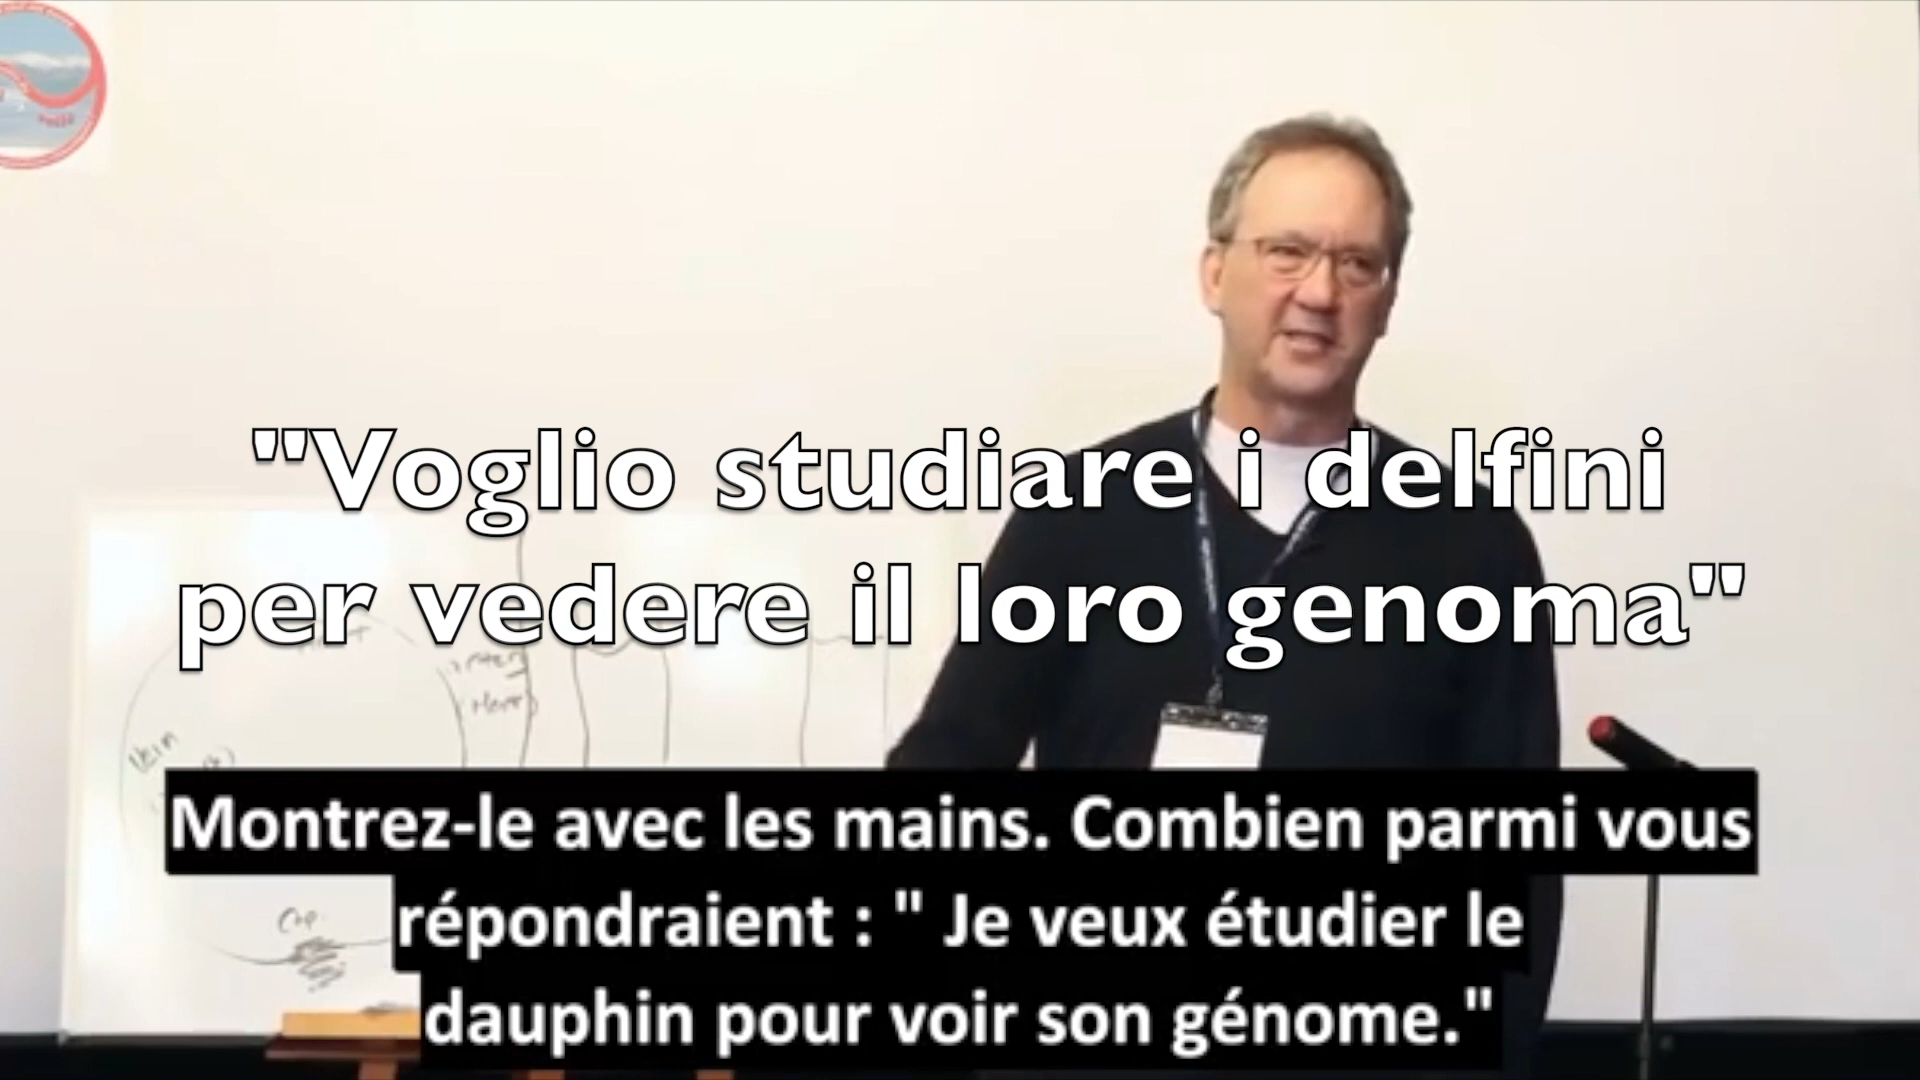 "Voglio studiare i delfini
per vedere il loro genoma"
Montrez-le avec les mains. Combien parmi vous
répondraient : " Je veux étudier le
dauphin pour voir son génome."